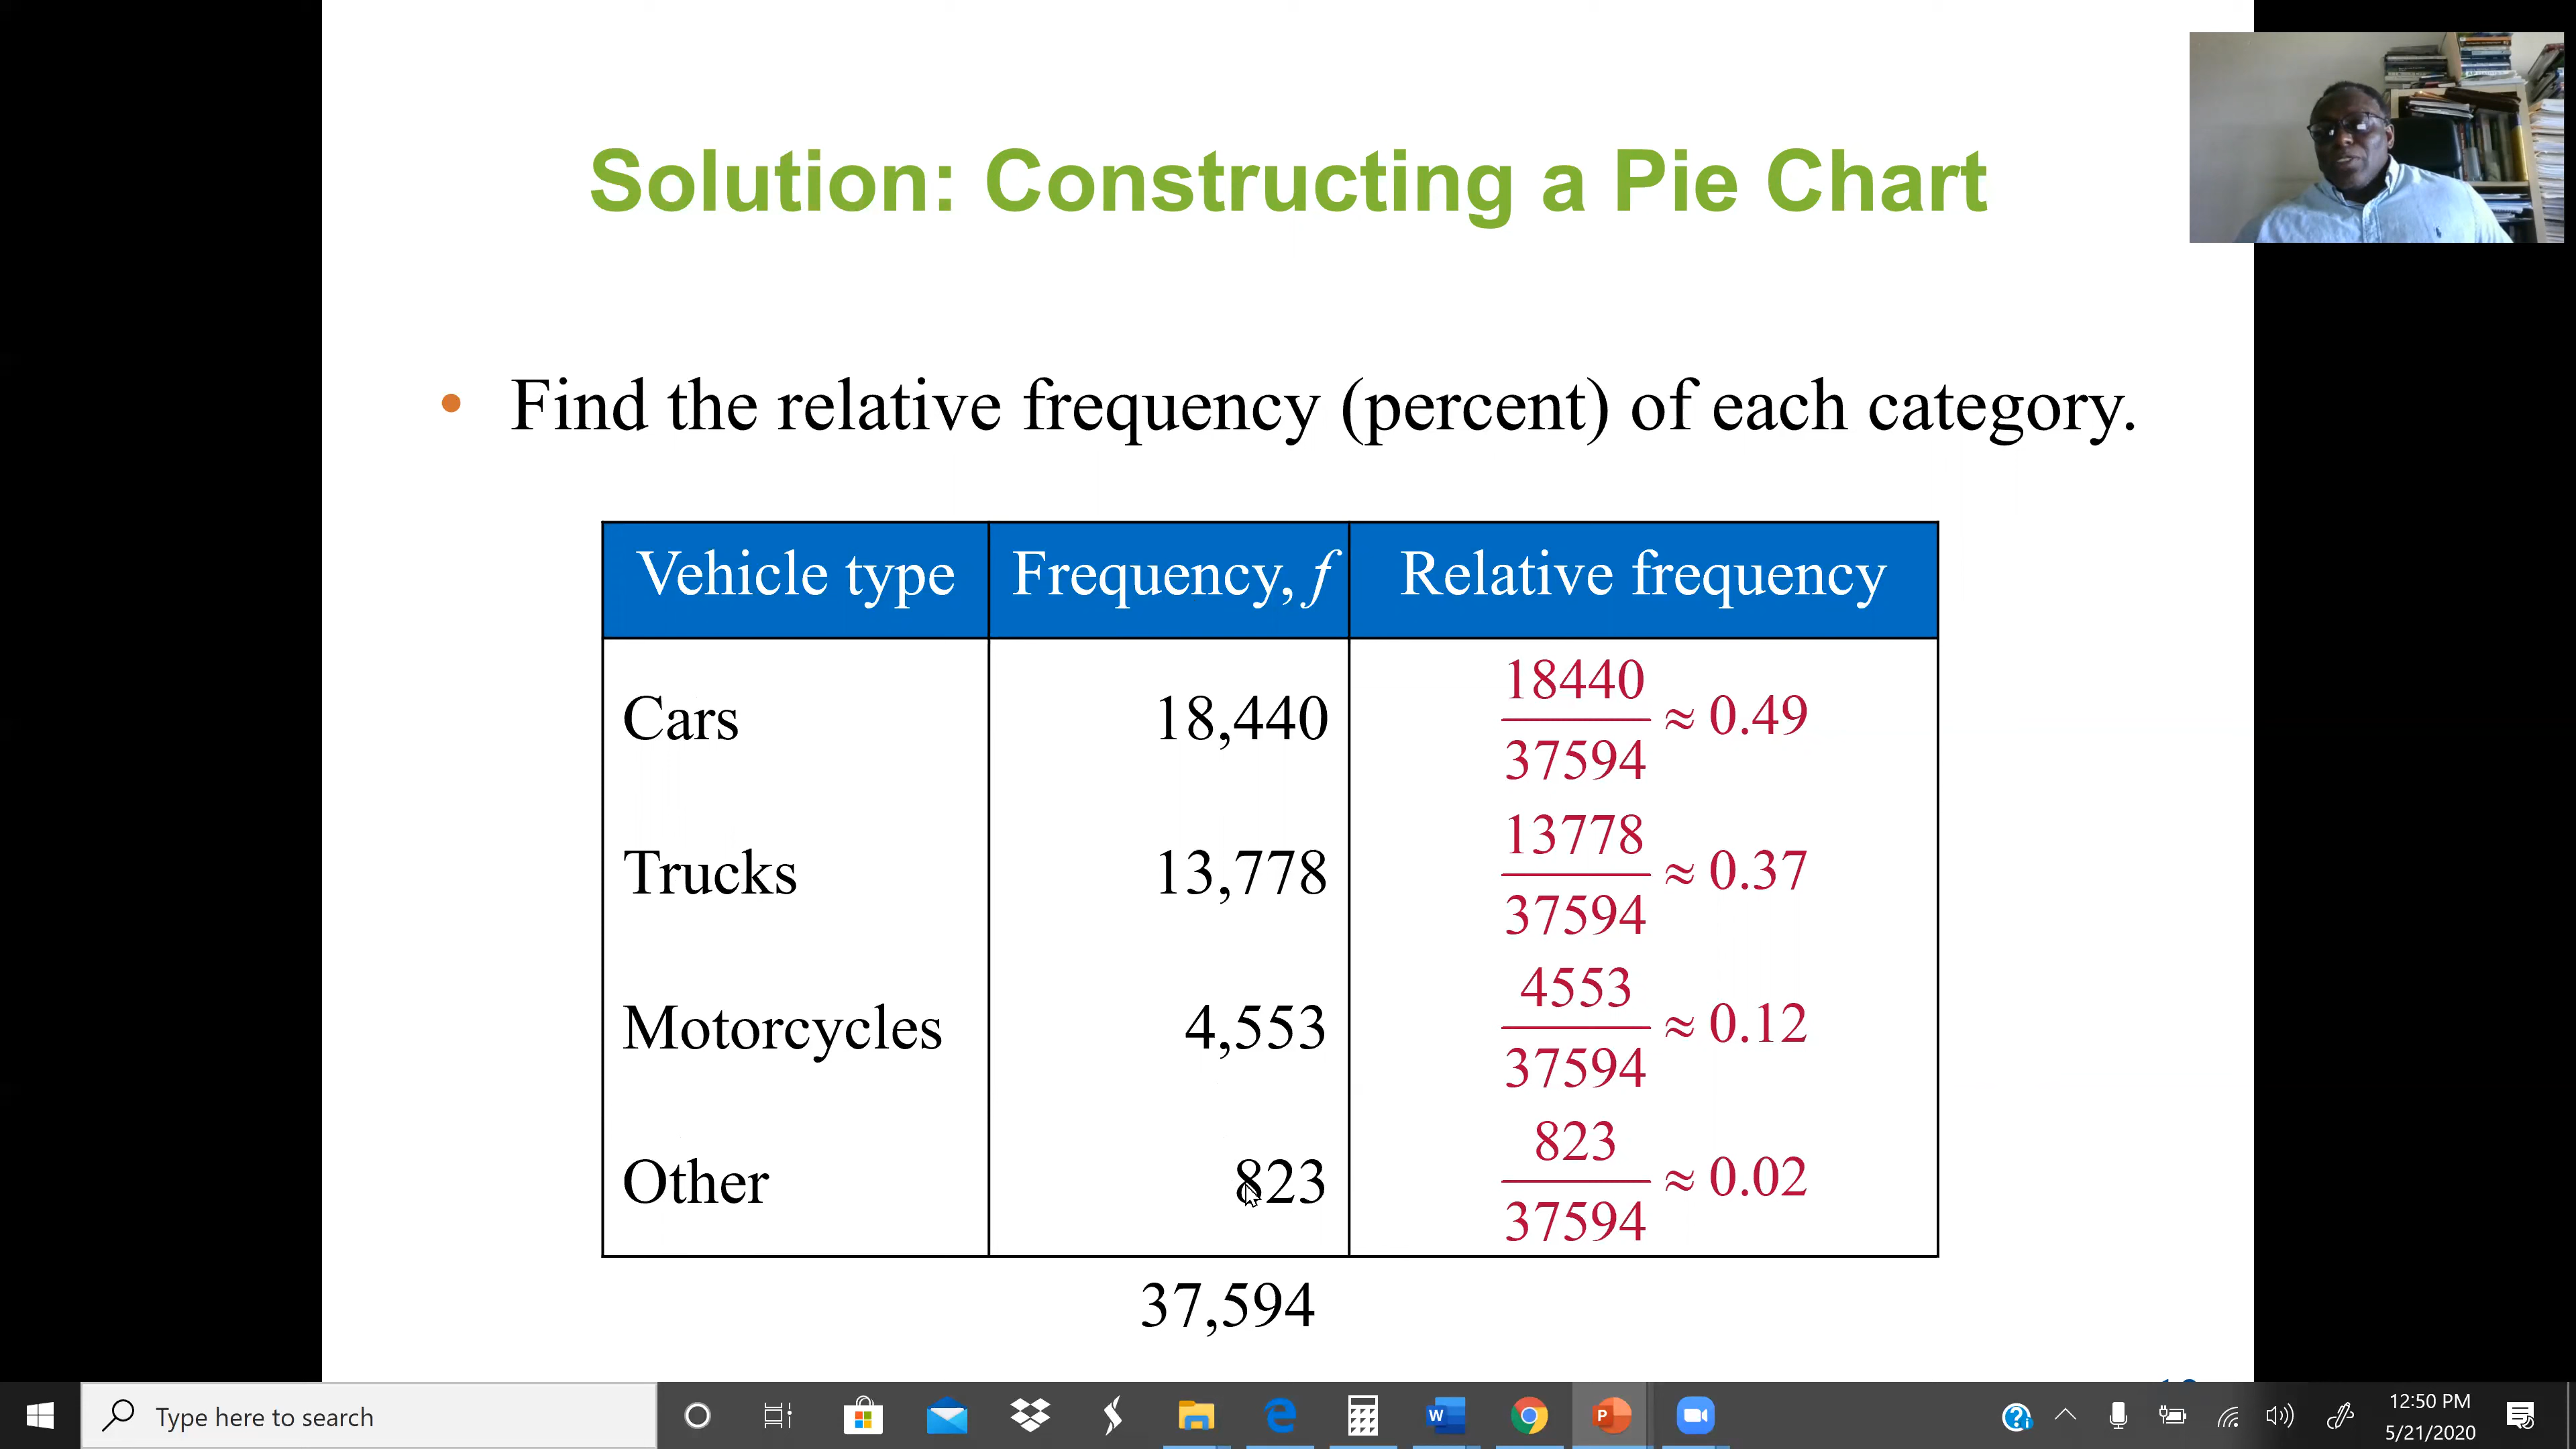 Solution: Constructing a Pie Chart
• Find the relative frequency (percent) of each category.
Vehicle type Frequency, f Relative frequency
Cars 18,440 18440/37594 ≈ 0.49
Trucks 13,778 13778/37594 ≈ 0.37
Motorcycles 4,553 4553/37594 ≈ 0.12
Other 823 823/37594 ≈ 0.02
37,594
Type here to search
12:50 PM
5/21/2020